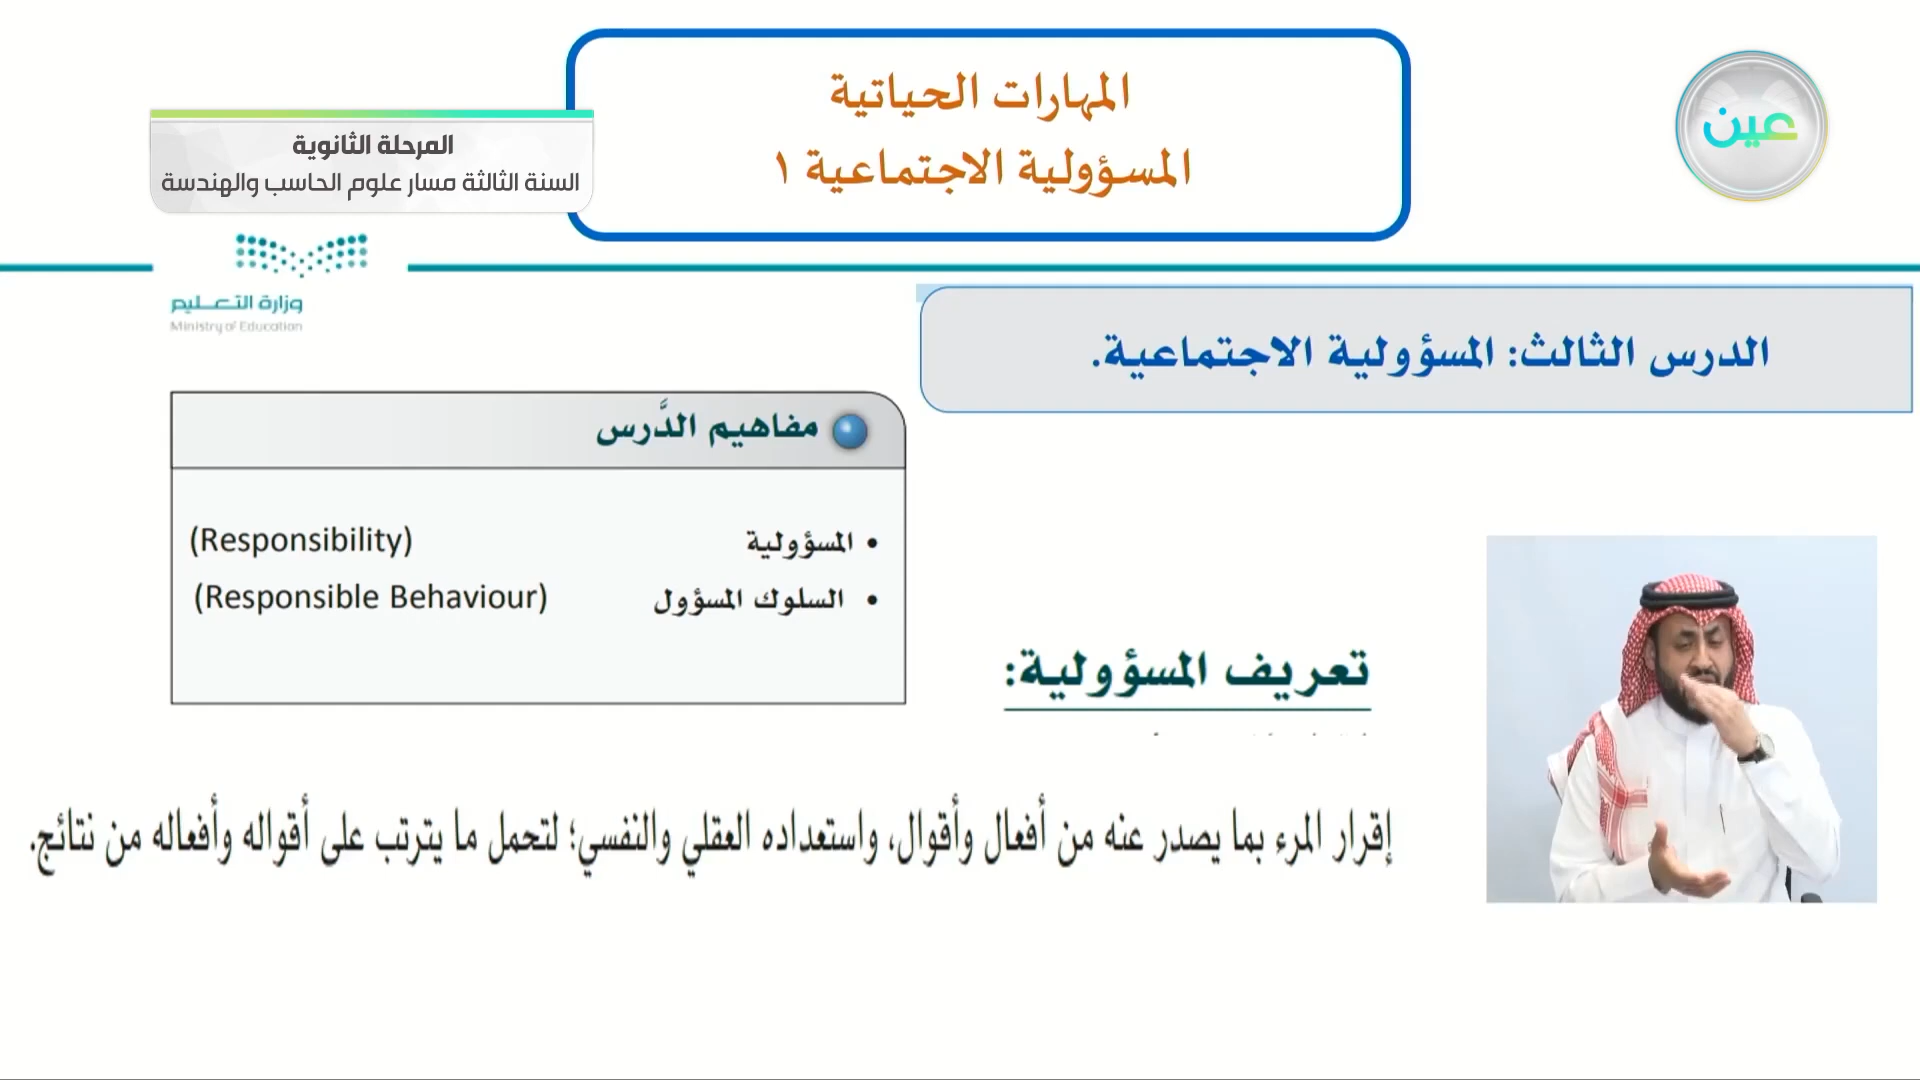 المهارات الحياتية
المسؤولية الاجتماعية ١
عين
المرحلة الثانوية
السنة الثالثة مسار علوم الحاسب والهندسة
وزارة التعليم
Ministry of Education
الدرس الثالث: المسؤولية الاجتماعية.
مفاهيم الدَّرس
• المسؤولية (Responsibility)
• السلوك المسؤول (Responsible Behaviour)
تعريف المسؤولية:
إقرار المرء بما يصدر عنه من أفعال وأقوال، واستعداده العقلي والنفسي؛ لتحمل ما يترتب على أقواله وأفعاله من نتائج.